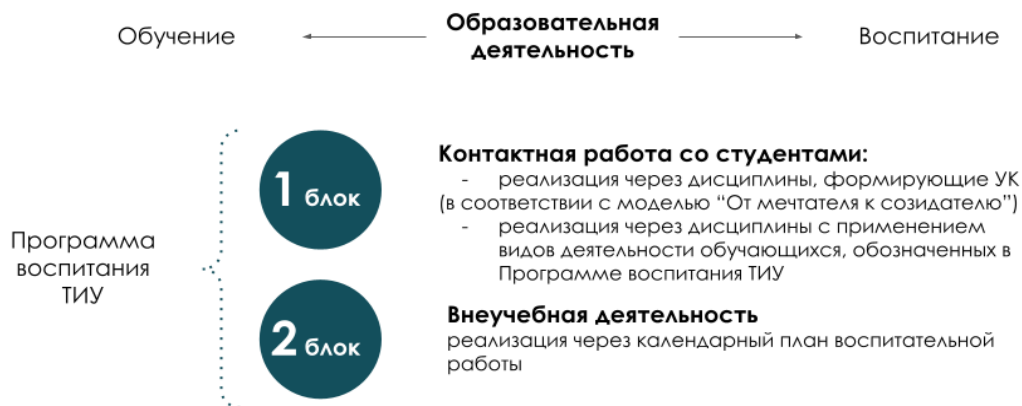 Обучение
Образовательная
деятельность
Воспитание
Программа
воспитания
ТИУ
1 блок
Контактная работа со студентами:
- реализация через дисциплины, формирующие УК
(в соответствии с моделью “От мечтателя к созидателю”)
- реализация через дисциплины с применением
видов деятельности обучающихся, обозначенных в
Программе воспитания ТИУ
2 блок
Внеучебная деятельность
реализация через календарный план воспитательной
работы